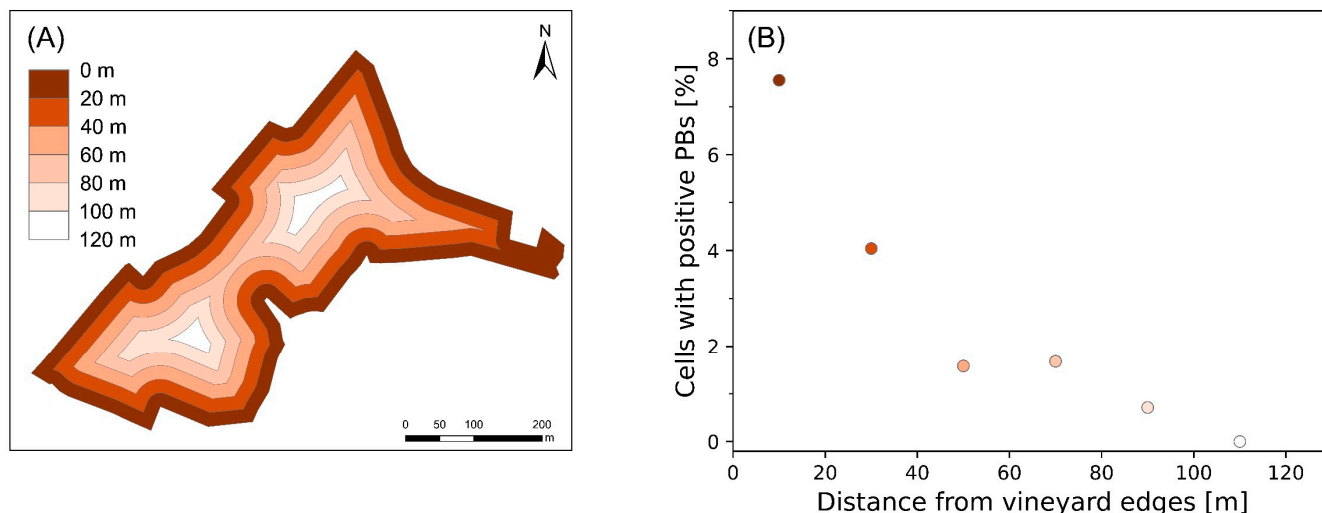 (A)
N
0 m
20 m
40 m
60 m
80 m
100 m
120 m
0 50 100 200
m
(B)
Cells with positive PBs [%]
8
6
4
2
0
0 20 40 60 80 100 120
Distance from vineyard edges [m]